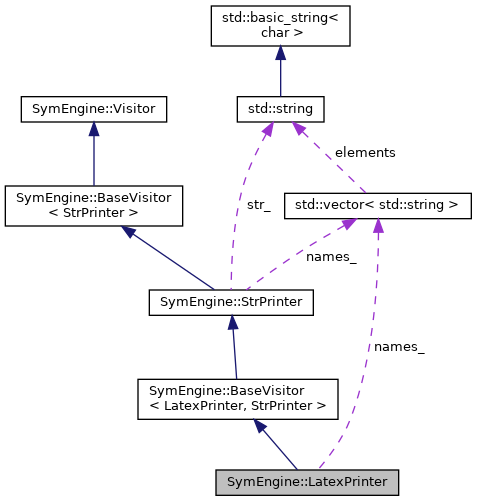 std::basic_string<
char >
SymEngine::Visitor
std::string
elements
SymEngine::BaseVisitor
< StrPrinter >
str_
std::vector< std::string >
names_
SymEngine::StrPrinter
names_
SymEngine::BaseVisitor
< LatexPrinter, StrPrinter >
SymEngine::LatexPrinter